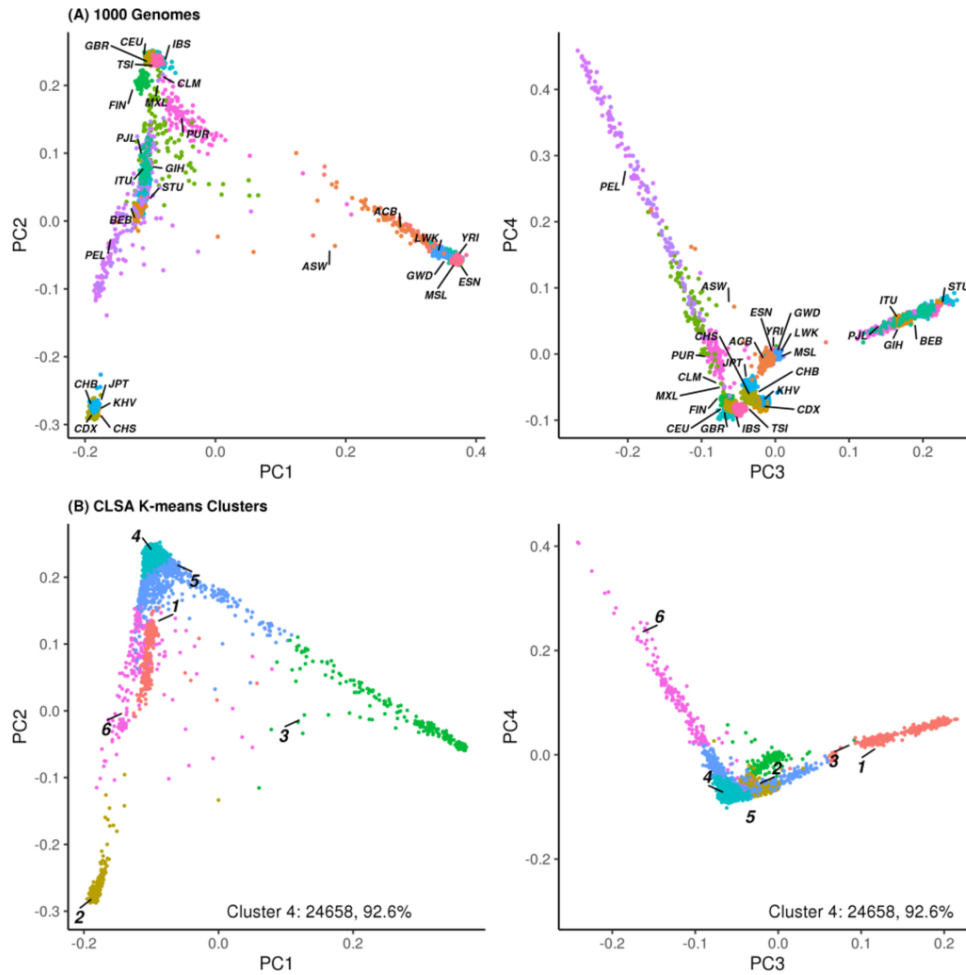 (A) 1000 Genomes
CEU
IBS
GBR
TSI
CLM
FIN
MXL
PUR
PJL
GIH
ITU
STU
BEB
PEL
ACB
LWK
YRI
ASW
GWD
ESN
MSL
CHB
JPT
KHV
CDX
CHS
0.2
0.1
0.0
-0.1
-0.2
-0.3
PC2
-0.2
0.0
0.2
0.4
PC1
PEL
ASW
ESN
GWD
YRI
CHS
ACB
LWK
PUR
JPT
MSL
CLM
CHB
MXL
KHV
FIN
CDX
CEU
GBR
IBS
TSI
ITU
STU
PJL
GIH
BEB
0.4
0.3
0.2
0.1
0.0
-0.1
PC4
-0.2
-0.1
0.0
0.1
0.2
PC3
(B) CLSA K-means Clusters
4
5
1
6
3
2
Cluster 4: 24658, 92.6%
0.2
0.1
0.0
-0.1
-0.2
-0.3
PC2
-0.2
0.0
0.2
PC1
6
3
1
2
4
5
Cluster 4: 24658, 92.6%
0.4
0.2
0.0
-0.2
PC4
-0.2
-0.1
0.0
0.1
0.2
PC3